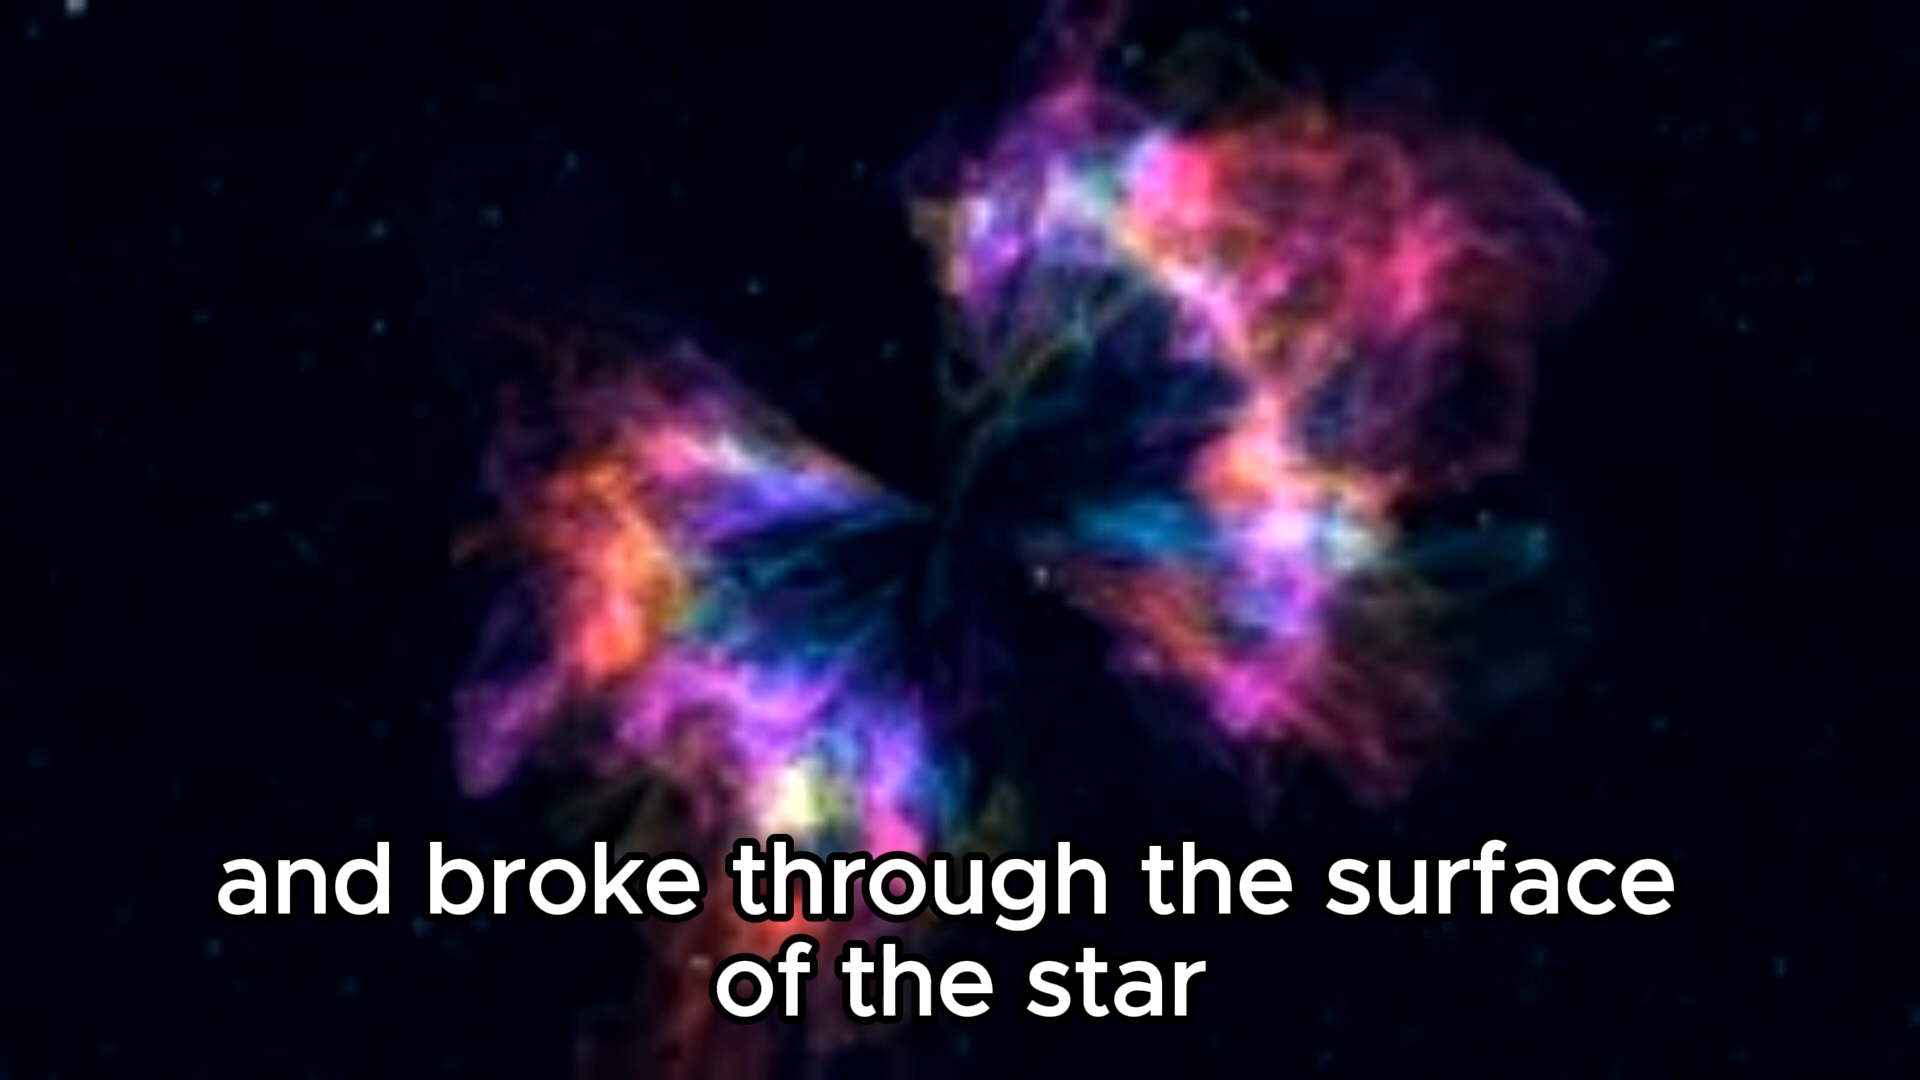 and broke through the surface
of the star